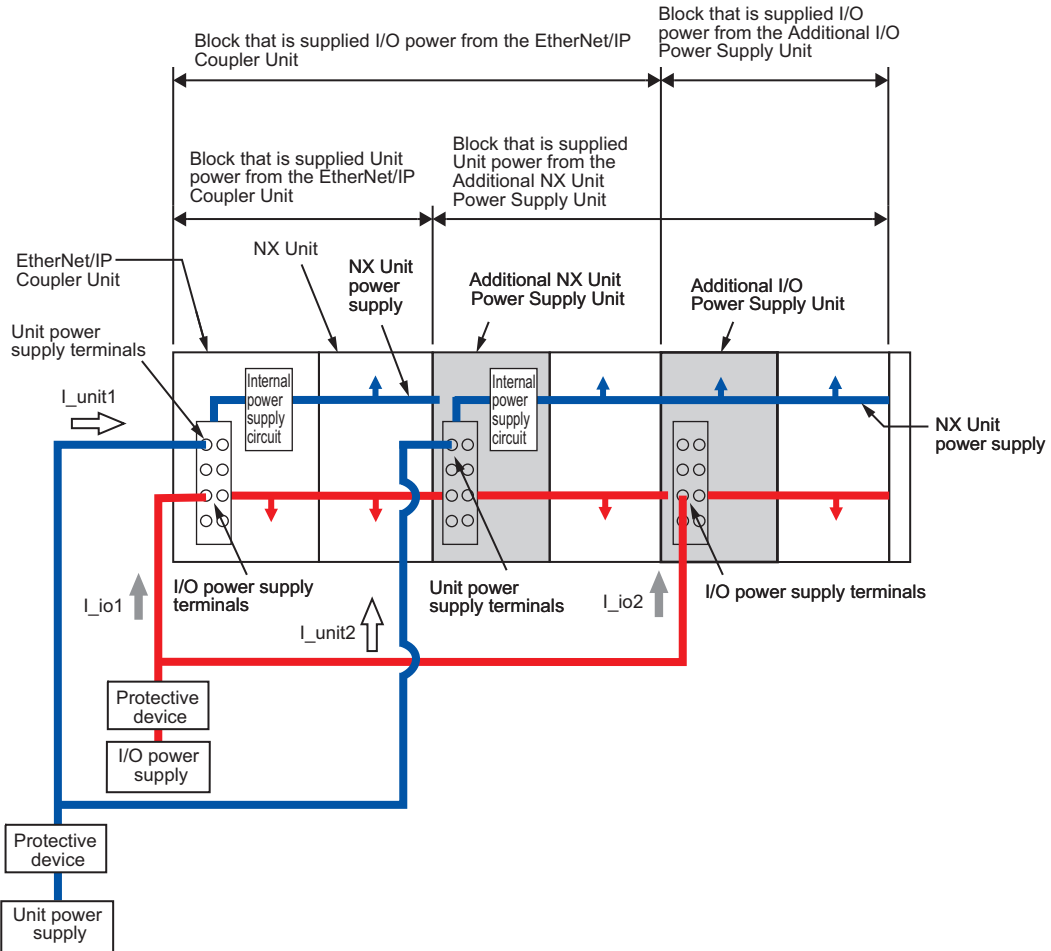 Block that is supplied I/O
power from the Additional I/O
Power Supply Unit
Block that is supplied I/O power from the EtherNet/IP
Coupler Unit
Block that is supplied Unit
power from the EtherNet/IP
Coupler Unit
Block that is supplied
Unit power from the
Additional NX Unit
Power Supply Unit
EtherNet/IP
Coupler Unit
NX Unit
NX Unit
power
supply
Additional NX Unit
Power Supply Unit
Additional I/O
Power Supply Unit
Unit power
supply terminals
I_unit1
Internal
power
supply
circuit
Internal
power
supply
circuit
NX Unit
power supply
I/O power supply
terminals
Unit power
supply terminals
I/O power supply terminals
I_io1
I_unit2
I_io2
Protective
device
I/O power
supply
Protective
device
Unit power
supply